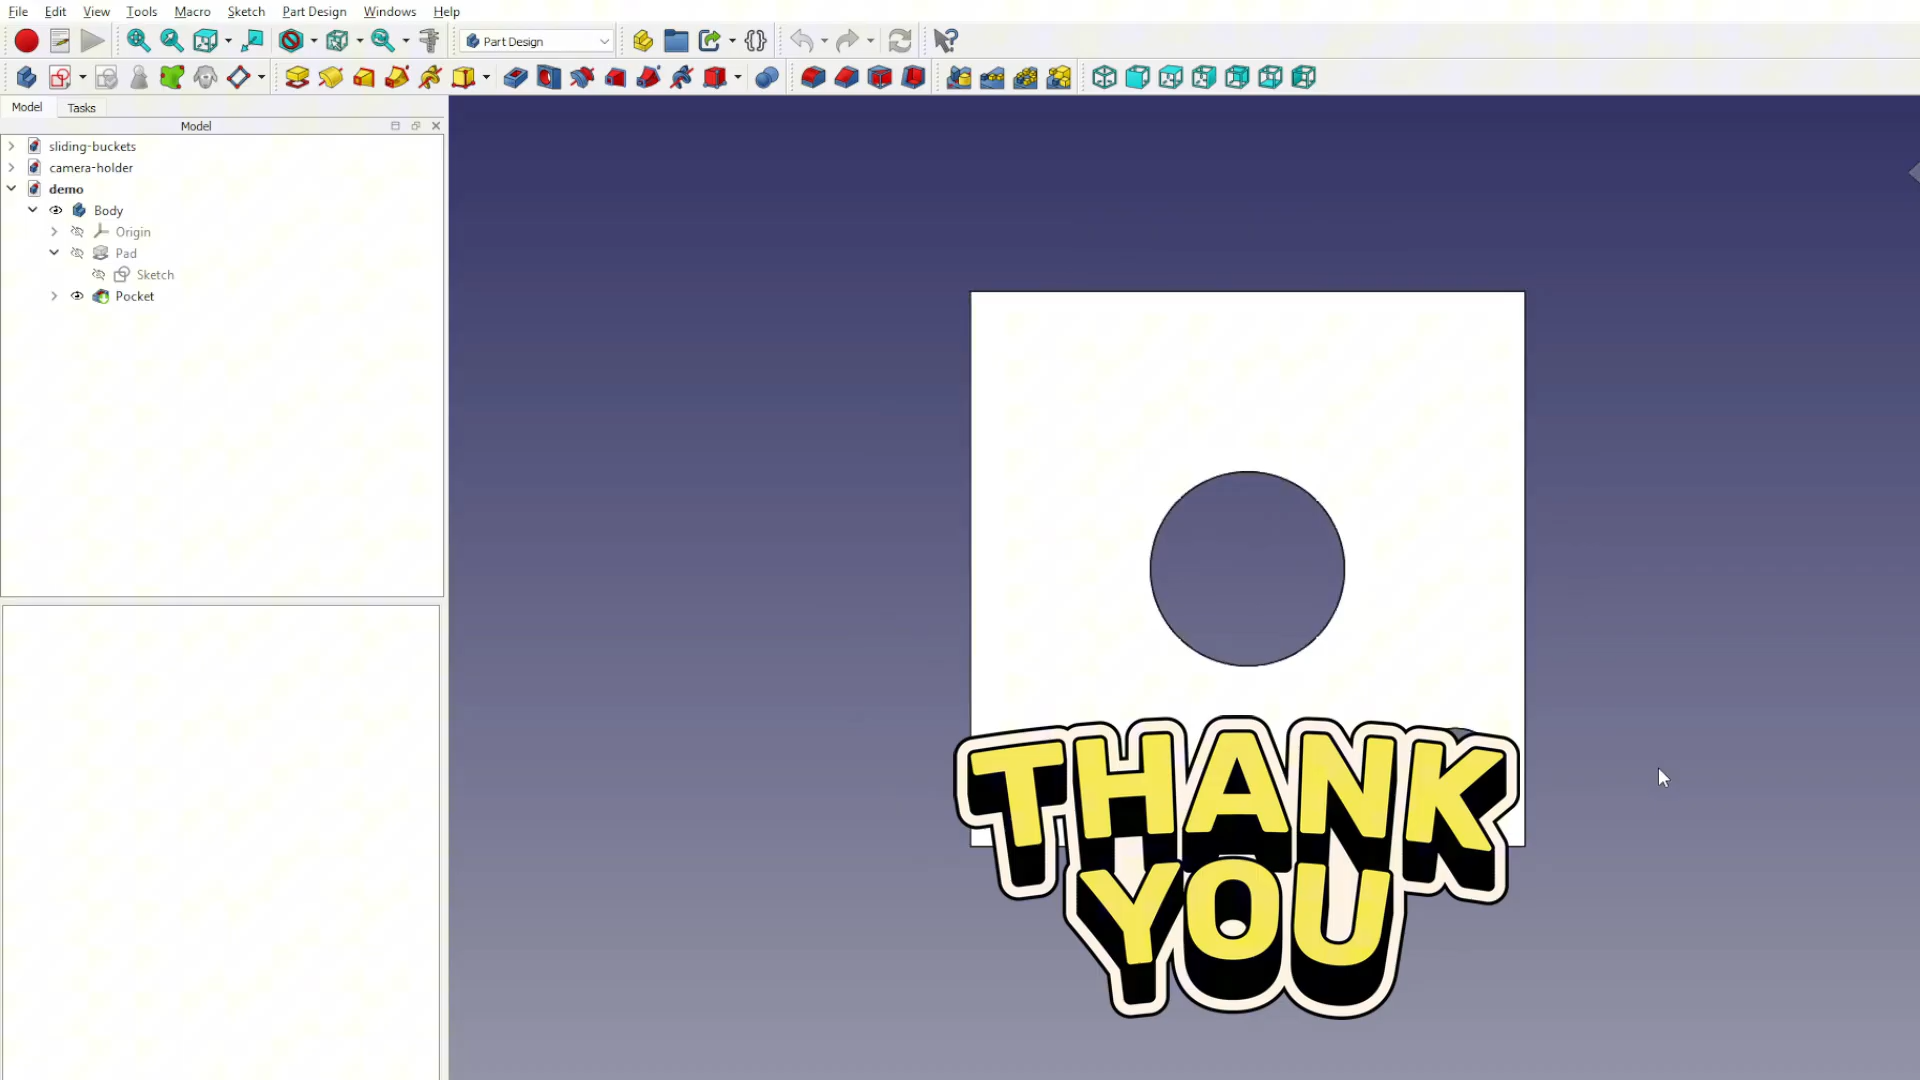 File Edit View Tools Macro Sketch Part Design Windows Help
Part Design
Model Tasks
Model
sliding-buckets
camera-holder
demo
Body
Origin
Pad
Sketch
Pocket
THANK
YOU